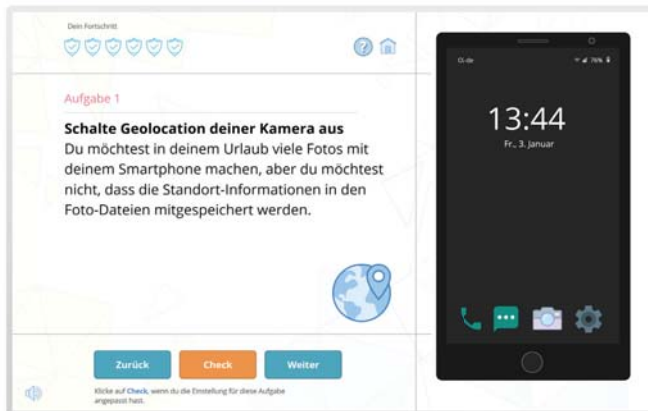 Dein Fortschritt
Aufgabe 1
Schalte Geolocation deiner Kamera aus
Du möchtest in deinem Urlaub viele Fotos mit
deinem Smartphone machen, aber du möchtest
nicht, dass die Standort-Informationen in den
Foto-Dateien mitgespeichert werden.
Zurück
Check
Weiter
Klicke auf Check, wenn du die Einstellung für diese Aufgabe
angepasst hast.
76%
13:44
Fr., 3. Januar